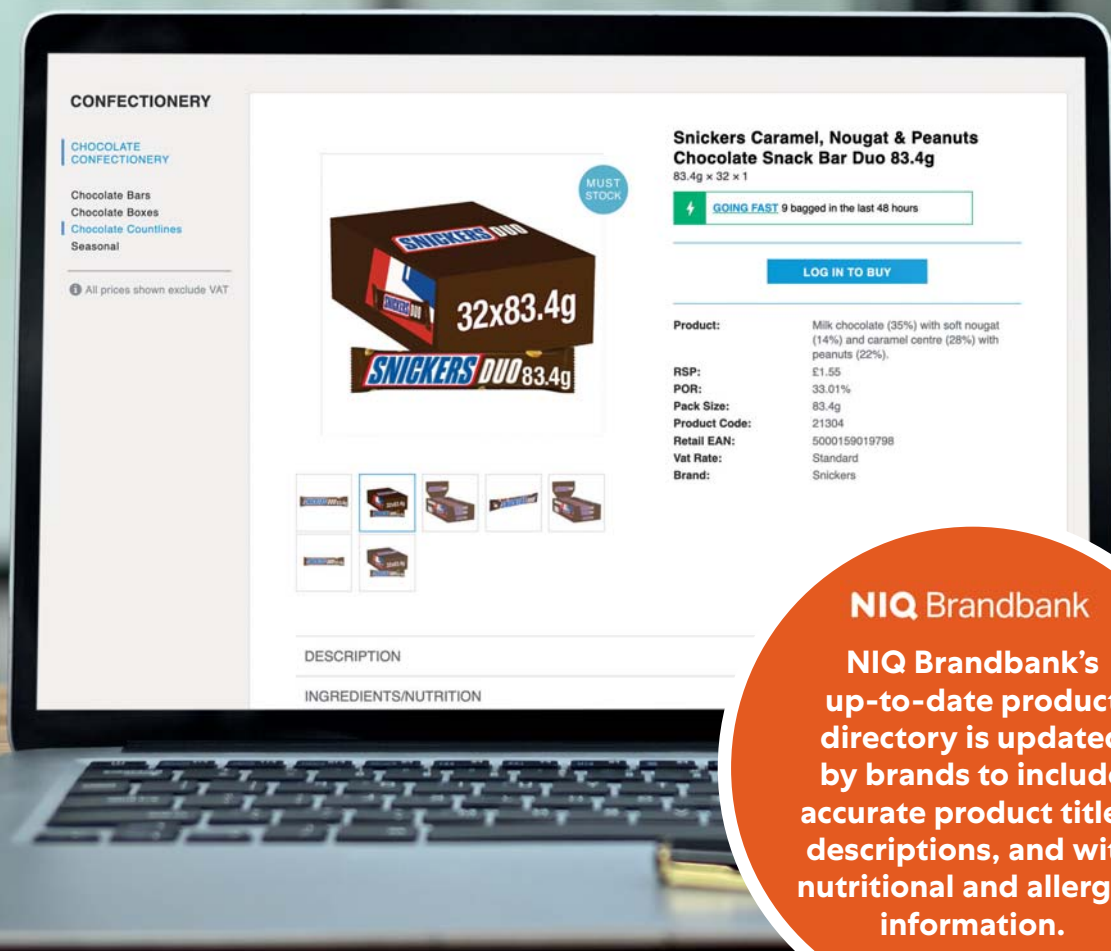 CONFECTIONERY
CHOCOLATE
CONFECTIONERY
Chocolate Bars
Chocolate Boxes
Chocolate Countlines
Seasonal
All prices shown exclude VAT
MUST
STOCK
SNICKERS DUO
SNICKERS DUO
32x83.4g
SNICKERS DUO 83.4g
Snickers Caramel, Nougat & Peanuts
Chocolate Snack Bar Duo 83.4g
83.4g × 32 × 1
GOING FAST 9 bagged in the last 48 hours
LOG IN TO BUY
Product: Milk chocolate (35%) with soft nougat
(14%) and caramel centre (28%) with
peanuts (22%).
RSP: £1.55
POR: 33.01%
Pack Size: 83.4g
Product Code: 21304
Retail EAN: 5000159019798
Vat Rate: Standard
Brand: Snickers
DESCRIPTION
INGREDIENTS/NUTRITION
NIQ Brandbank
NIQ Brandbank's
up-to-date product
directory is updated
by brands to include
accurate product title
descriptions, and wit
nutritional and allerg
information.